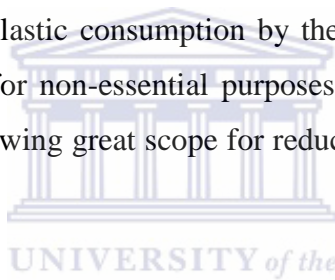 lastic consumption by the
for non-essential purposes
wing great scope for reduc
UNIVERSITY of the